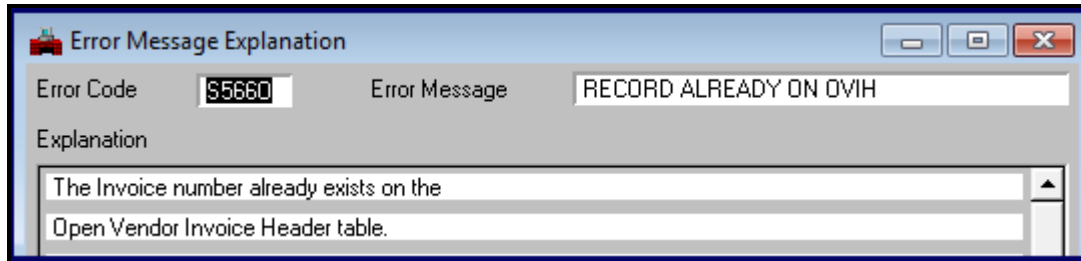 Error Message Explanation
Error Code S566D Error Message RECORD ALREADY ON OVIH
Explanation
The Invoice number already exists on the
Open Vendor Invoice Header table.